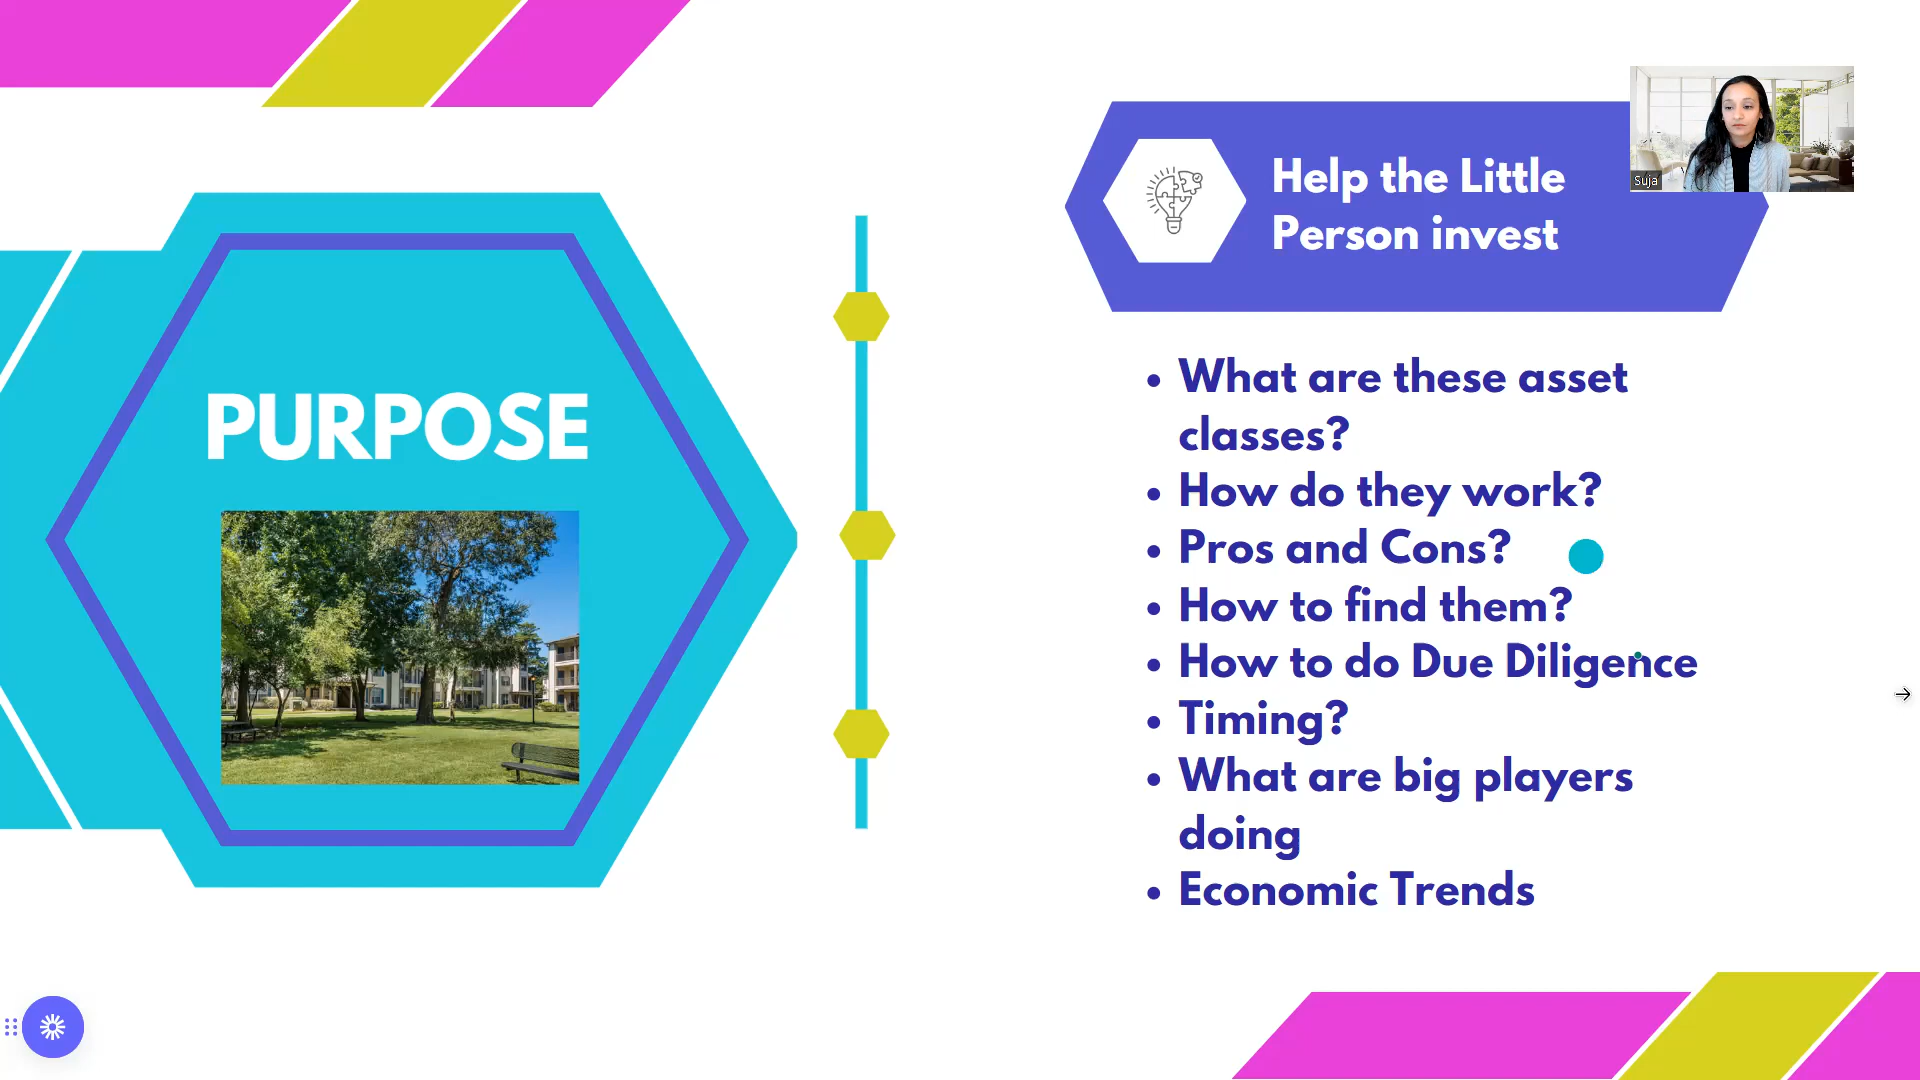 PURPOSE
Help the Little
Person invest
Suja
What are these asset
classes?
How do they work?
Pros and Cons?
How to find them?
How to do Due Diligence
Timing?
What are big players
doing
Economic Trends